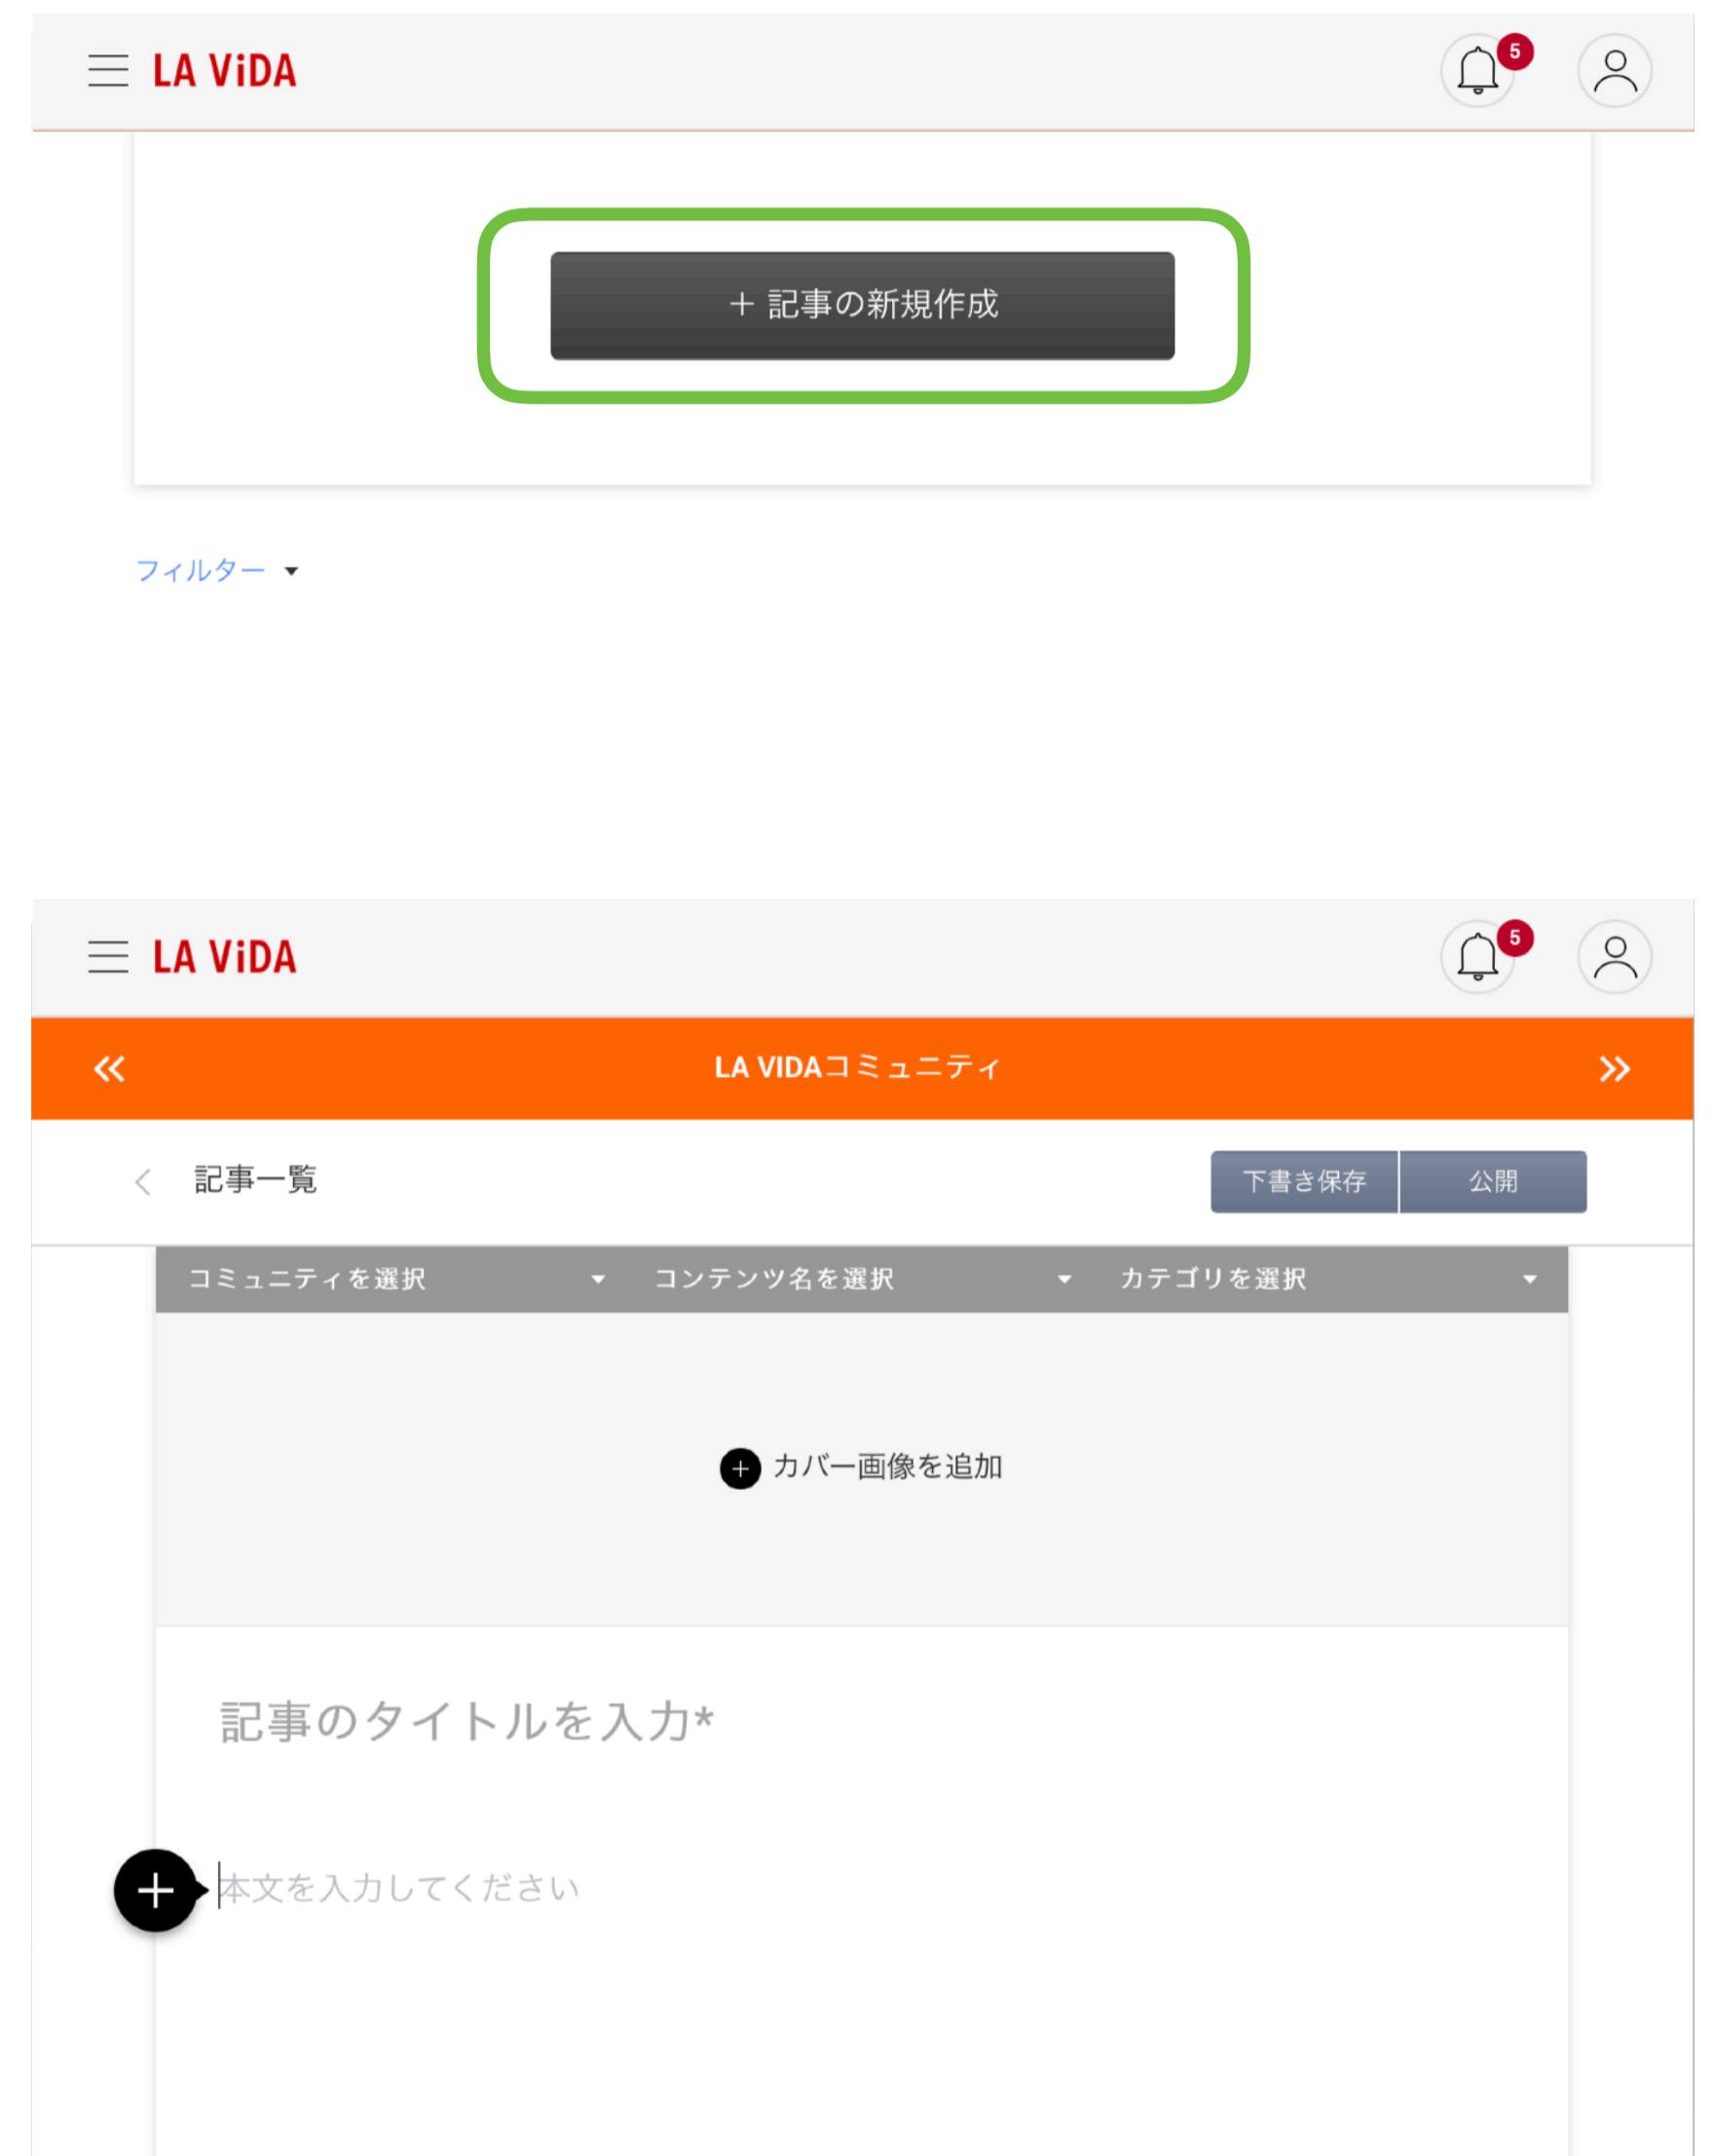 LA ViDA
5
+ 記事の新規作成
フィルター
LA ViDA
5
LA VIDAコミュニティ
記事一覧
下書き保存
公開
コミュニティを選択
コンテンツ名を選択
カテゴリを選択
カバー画像を追加
記事のタイトルを入力*
本文を入力してください